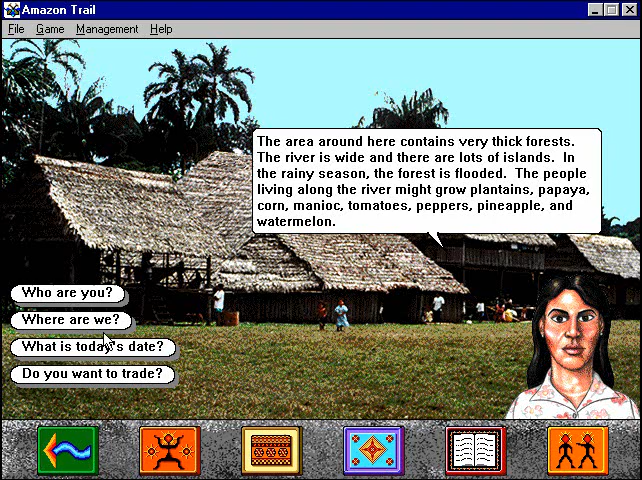 Amazon Trail
File Game Management Help
The area around here contains very thick forests.
The river is wide and there are lots of islands. In
the rainy season, the forest is flooded. The people
living along the river might grow plantains, papaya,
corn, manioc, tomatoes, peppers, pineapple, and
watermelon.
Who are you?
Where are we?
What is today's date?
Do you want to trade?